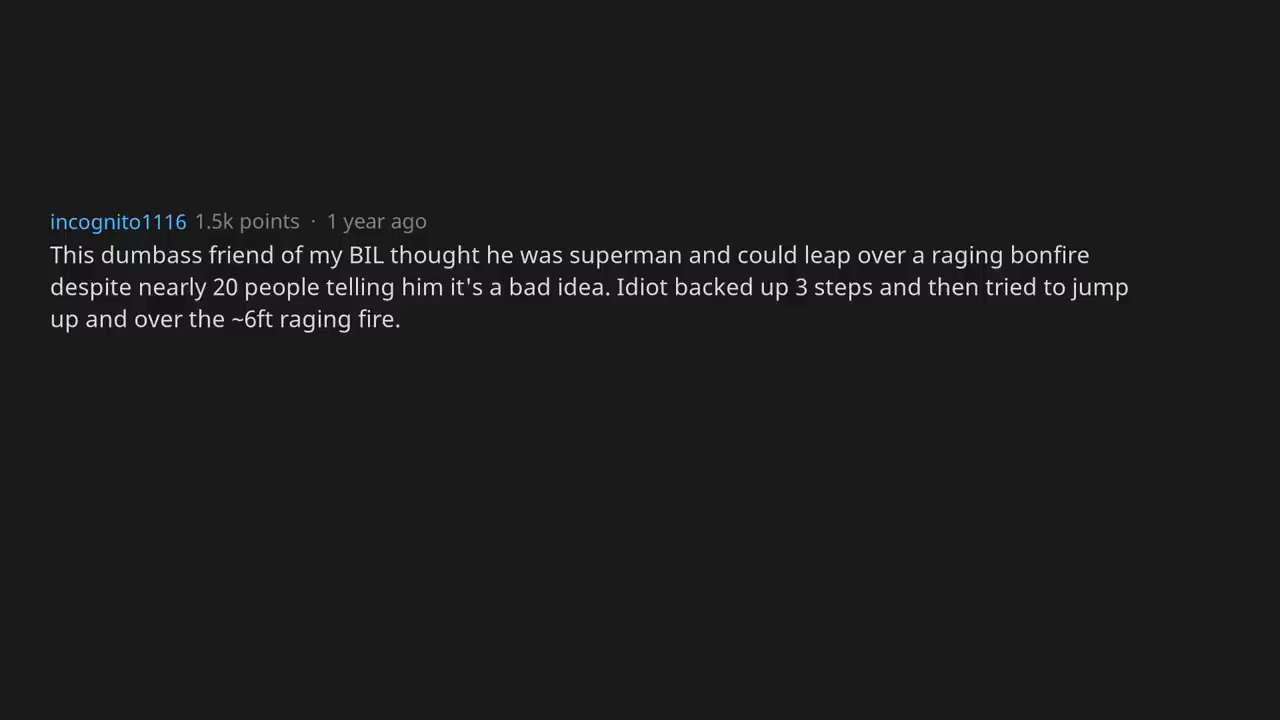 incognito1116 1.5k points · 1 year ago
This dumbass friend of my BIL thought he was superman and could leap over a raging bonfire
despite nearly 20 people telling him it's a bad idea. Idiot backed up 3 steps and then tried to jump
up and over the ~6ft raging fire.